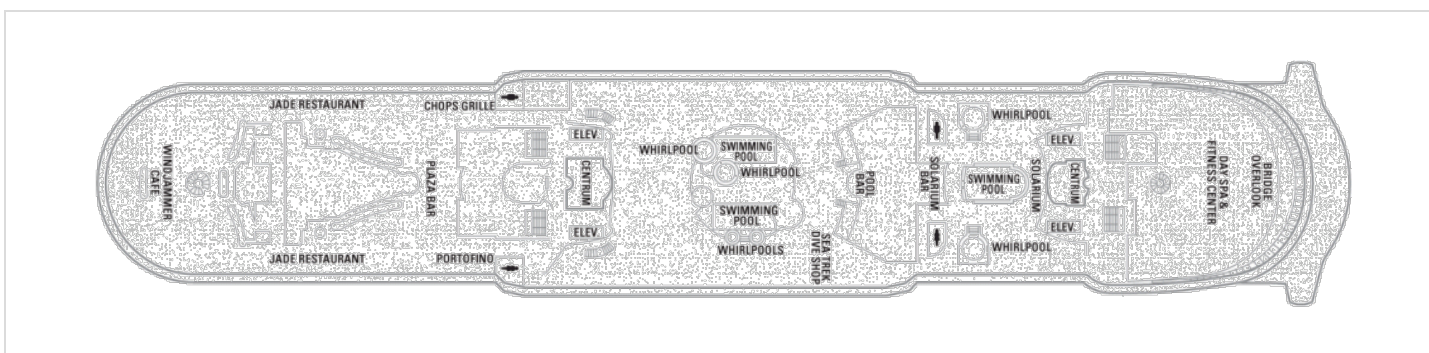 WINDJAMMER
CAFE
JADE RESTAURANT
JADE RESTAURANT
PLAZA BAR
CHOPS GRILLE
PORTOFINO
ELEV
CENTRUM
ELEV
WHIRLPOOL
SWIMMING
POOL
WHIRLPOOL
SWIMMING
POOL
WHIRLPOOLS
SEA TREK
DIVE SHOP
POOL
BAR
SOLARIUM
BAR
WHIRLPOOL
SWIMMING
POOL
WHIRLPOOL
SOLARIUM
ELEV
CENTRUM
ELEV
DAY SPA &
FITNESS CENTER
BRIDGE
OVERLOOK